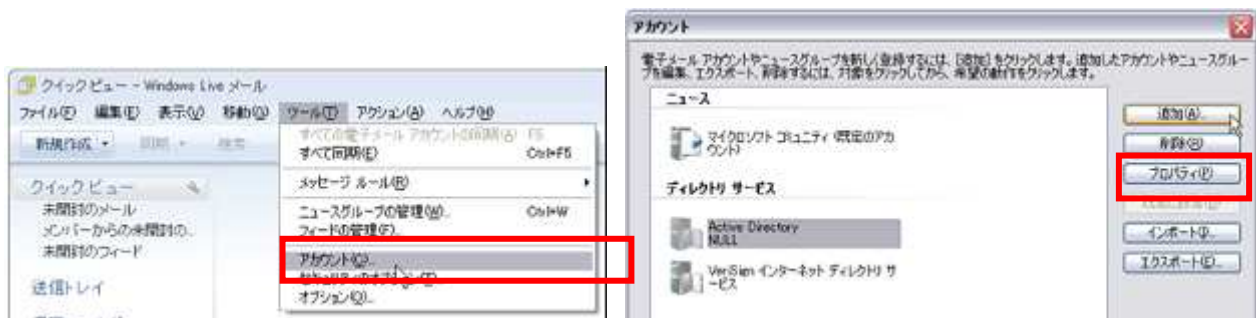 クイックビュー - Windows Live メール
ファイル(F) 編集(E) 表示(V) 移動(G) ツール(T) アクション(A) ヘルプ(H)
新規作成 同期 検索
すべての電子メール アカウントの同期(A) F5
すべて同期(E) Ctrl+F5
メッセージ ルール(R)
ニュースグループの管理(W)... Ctrl+W
フィードの管理(F)...
アカウント(C)...
オプション(O)...
クイックビュー
未開封のメール
メンバーからの未開封の...
未開封のフィード
送信トレイ
アカウント
電子メール アカウントやニュースグループを新しく登録するには、[追加] をクリックします。追加したアカウントやニュースグルー
プを編集、エクスポート、削除するには、対象をクリックしてから、希望の動作をクリックします。
ニュース
マイクロソフト コミュニティ (既定のアカ
ウント)
ディレクトリ サービス
Active Directory
NULL
VeriSign インターネット ディレクトリ サ
ービス
追加(A)...
削除(R)
プロパティ(P)
インポート(I)...
エクスポート(E)...